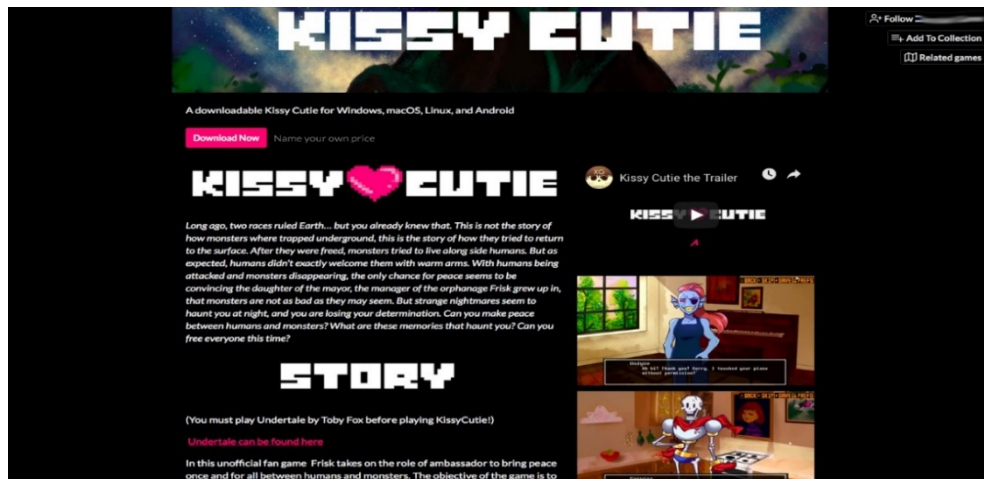 KISSY CUTIE
Follow
Add To Collection
Related games
A downloadable Kissy Cutie for Windows, macOS, Linux, and Android
Download Now Name your own price
KISSY CUTIE
Long ago, two races ruled Earth... but you already knew that. This is not the story of
how monsters where trapped underground, this is the story of how they tried to return
to the surface. After they were freed, monsters tried to live along side humans. But as
expected, humans didn't exactly welcome them with warm arms. With humans being
attacked and monsters disappearing, the only chance for peace seems to be
convincing the daughter of the mayor, the manager of the orphanage Frisk grew up in,
that monsters are not as bad as they may seem. But strange nightmares seem to
haunt you at night, and you are losing your determination. Can you make peace
between humans and monsters? What are these memories that haunt you? Can you
free everyone this time?
STORY
(You must play Undertale by Toby Fox before playing KissyCutie!)
Undertale can be found here
In this unofficial fan game Frisk takes on the role of ambassador to bring peace
once and for all between humans and monsters. The objective of the game is to
XO
Kissy Cutie the Trailer
KISSY CUTIE
Undyne
Oh hi! Thank you! Sorry, I touched your piano
without permission!